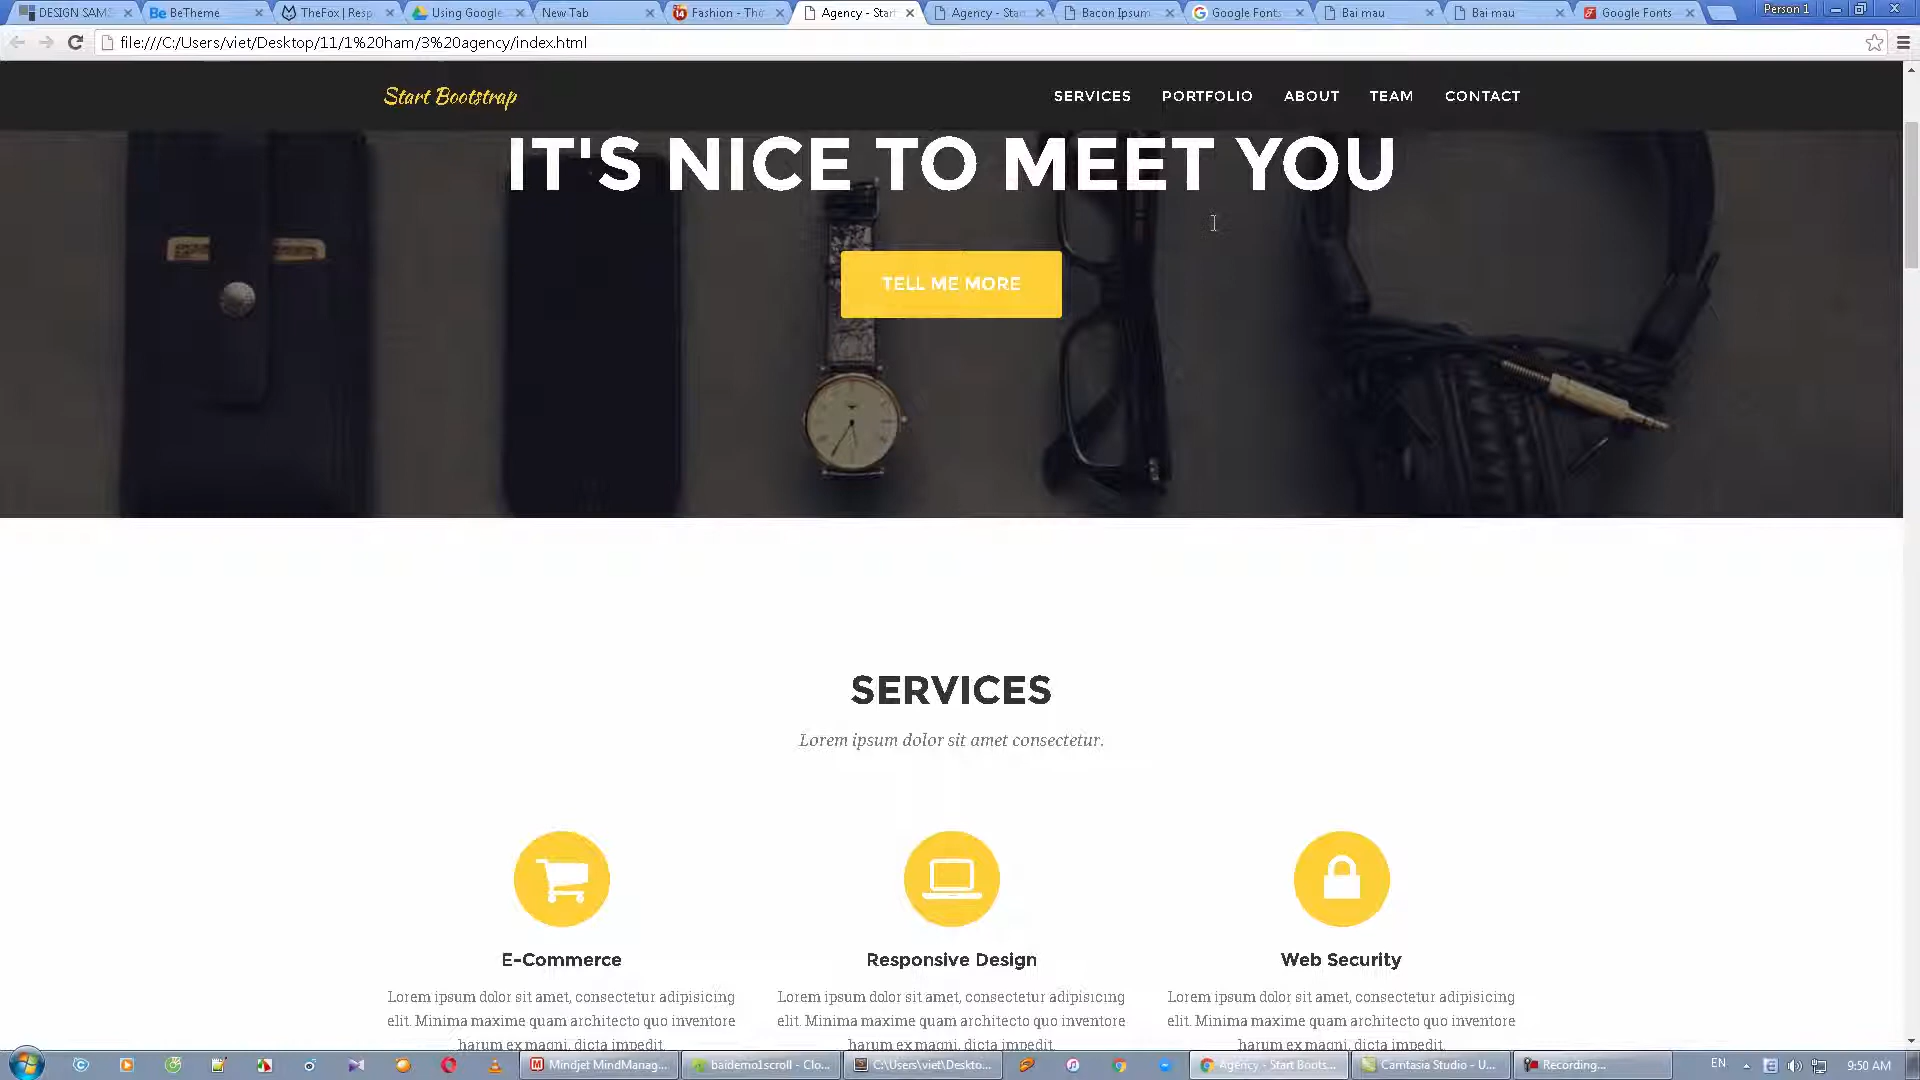 DESIGN SAM
BeTheme
TheFox | Resp
Using Google
New Tab
Fashion - Th
Agency - Star
Agency - Star
Bacon Ipsum
Google Fonts
Bai mau
Bai mau
Google Fonts
Person 1
file:///C:/Users/viet/Desktop/11/1%20ham/3%20agency/index.html
Start Bootstrap
SERVICES PORTFOLIO ABOUT TEAM CONTACT
IT'S NICE TO MEET YOU
TELL ME MORE
SERVICES
Lorem ipsum dolor sit amet consectetur.
E-Commerce
Lorem ipsum dolor sit amet, consectetur adipisicing
elit. Minima maxime quam architecto quo inventore
harum ex magni, dicta impedit.
Responsive Design
Lorem ipsum dolor sit amet, consectetur adipisicing
elit. Minima maxime quam architecto quo inventore
harum ex magni, dicta impedit.
Web Security
Lorem ipsum dolor sit amet, consectetur adipisicing
elit. Minima maxime quam architecto quo inventore
harum ex magni, dicta impedit.
Mindjet MindManag...
baidemo1scroll - Clo...
C:\Users\viet\Deskto...
Agency - Start Boots...
Camtasia Studio - U...
Recording...
EN
9:50 AM